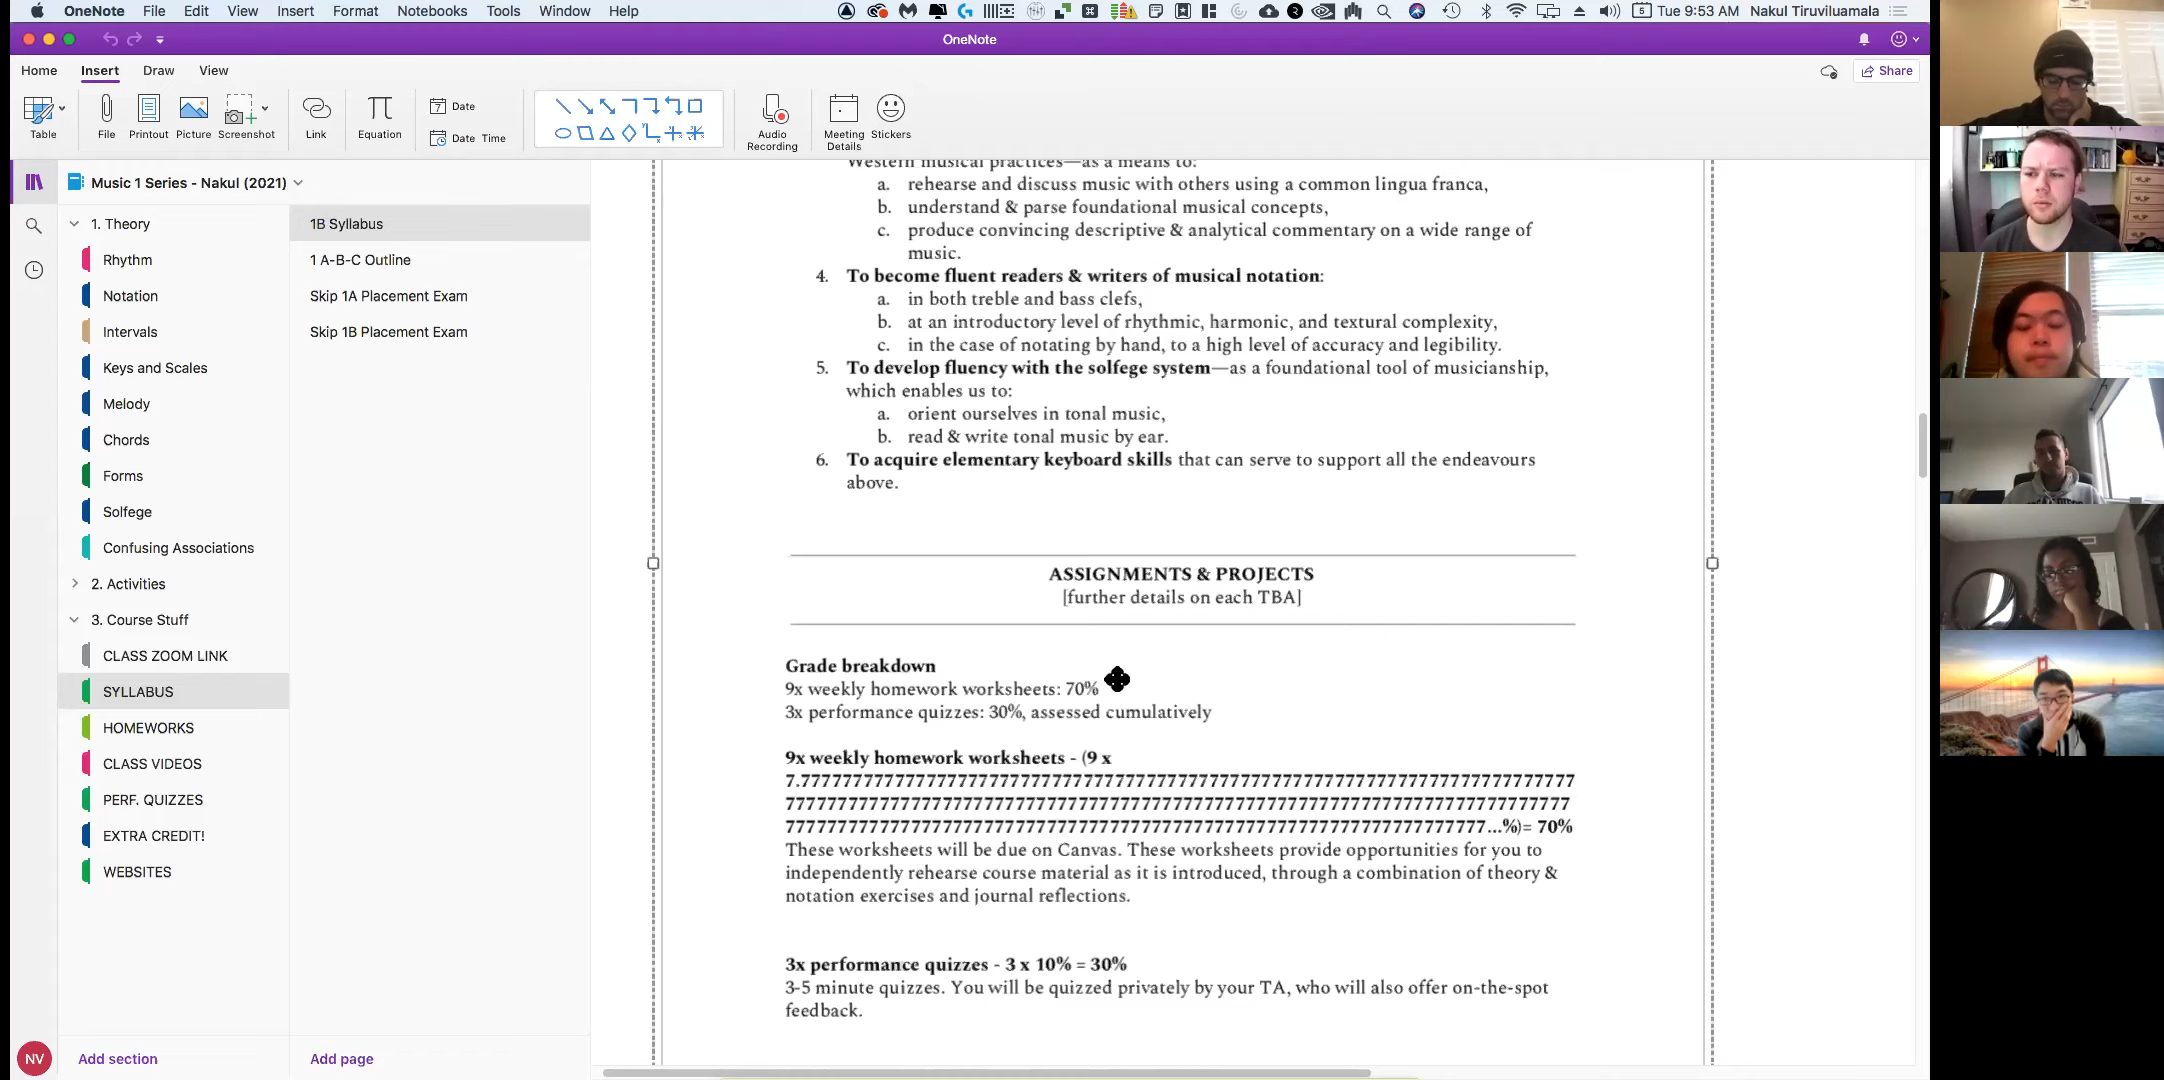 OneNote File Edit View Insert Format Notebooks Tools Window Help
Tue 9:53 AM Nakul Tiruviluamala
OneNote
Home Insert Draw View
Share
Table File Printout Picture Screenshot Link Equation
Date
Date Time
Audio Recording
Meeting Details
Stickers
Music 1 Series - Nakul (2021)
1. Theory
Rhythm
Notation
Intervals
Keys and Scales
Melody
Chords
Forms
Solfege
Confusing Associations
2. Activities
3. Course Stuff
CLASS ZOOM LINK
SYLLABUS
HOMEWORKS
CLASS VIDEOS
PERF. QUIZZES
EXTRA CREDIT!
WEBSITES
NV
Add section
1B Syllabus
1 A-B-C Outline
Skip 1A Placement Exam
Skip 1B Placement Exam
Add page
Western musical practices—as a means to:
a. rehearse and discuss music with others using a common lingua franca,
b. understand & parse foundational musical concepts,
c. produce convincing descriptive & analytical commentary on a wide range of
music.
4. To become fluent readers & writers of musical notation:
a. in both treble and bass clefs,
b. at an introductory level of rhythmic, harmonic, and textural complexity,
c. in the case of notating by hand, to a high level of accuracy and legibility.
5. To develop fluency with the solfege system—as a foundational tool of musicianship,
which enables us to:
a. orient ourselves in tonal music,
b. read & write tonal music by ear.
6. To acquire elementary keyboard skills that can serve to support all the endeavours
above.
ASSIGNMENTS & PROJECTS
[further details on each TBA]
Grade breakdown
9x weekly homework worksheets: 70%
3x performance quizzes: 30%, assessed cumulatively
9x weekly homework worksheets - (9 x
7.7777777777777777777777777777777777777777777777777777777777777777777777777777777
7777777777777777777777777777777777777777777777777777777777777777777777777777777777
7777777777777777777777777777777777777777777777777777777777777777777777777...%)= 70%
These worksheets will be due on Canvas. These worksheets provide opportunities for you to
independently rehearse course material as it is introduced, through a combination of theory &
notation exercises and journal reflections.
3x performance quizzes - 3 x 10% = 30%
3-5 minute quizzes. You will be quizzed privately by your TA, who will also offer on-the-spot
feedback.